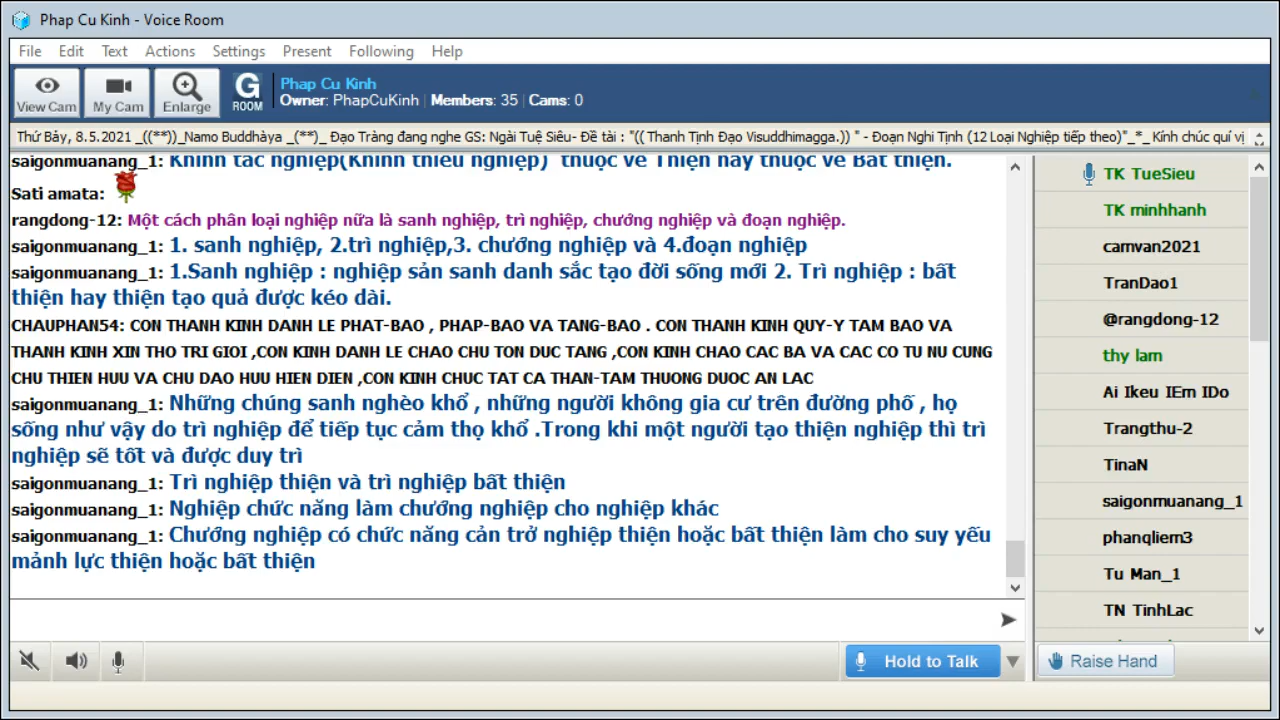 Phap Cu Kinh - Voice Room
File Edit Text Actions Settings Present Following Help
View Cam
My Cam
Enlarge
G ROOM
Phap Cu Kinh
Owner: PhapCuKinh | Members: 35 | Cams: 0
Thứ Bảy, 8.5.2021 _((**))_Namo Buddhàya _(**)_ Đạo Tràng đang nghe GS: Ngài Tuệ Siêu- Đề tài : "(( Thanh Tịnh Đạo Visuddhimagga.)) " - Đoạn Nghi Tịnh (12 Loại Nghiệp tiếp theo)"_*_ Kính chúc quí vị
saigonmuanang_1: Khinh tác nghiệp(Khinh thiểu nghiệp) thuộc về Thiện hay thuộc về Bất thiện.
Sati amata:
rangdong-12: Một cách phân loại nghiệp nữa là sanh nghiệp, trì nghiệp, chướng nghiệp và đoạn nghiệp.
saigonmuanang_1: 1. sanh nghiệp, 2.trì nghiệp,3. chướng nghiệp và 4.đoạn nghiệp
saigonmuanang_1: 1.Sanh nghiệp : nghiệp sản sanh danh sắc tạo đời sống mới 2. Trì nghiệp : bất
thiện hay thiện tạo quả được kéo dài.
CHAUPHAN54: CON THANH KINH DANH LE PHAT-BAO , PHAP-BAO VA TANG-BAO . CON THANH KINH QUY-Y TAM BAO VA
THANH KINH XIN THO TRI GIOI ,CON KINH DANH LE CHAO CHU TON DUC TANG ,CON KINH CHAO CAC BA VA CAC CO TU NU CUNG
CHU THIEN HUU VA CHU DAO HUU HIEN DIEN ,CON KINH CHUC TAT CA THAN-TAM THUONG DUOC AN LAC
saigonmuanang_1: Những chúng sanh nghèo khổ , những người không gia cư trên đường phố , họ
sống như vậy do trì nghiệp để tiếp tục cảm thọ khổ .Trong khi một người tạo thiện nghiệp thì trì
nghiệp sẽ tốt và được duy trì
saigonmuanang_1: Trì nghiệp thiện và trì nghiệp bất thiện
saigonmuanang_1: Nghiệp chức năng làm chướng nghiệp cho nghiệp khác
saigonmuanang_1: Chướng nghiệp có chức năng cản trở nghiệp thiện hoặc bất thiện làm cho suy yếu
mảnh lực thiện hoặc bất thiện
TK TueSieu
TK minhhanh
camvan2021
TranDao1
@rangdong-12
thy lam
Ai Ikeu IEm IDo
Trangthu-2
TinaN
saigonmuanang_1
phanqliem3
Tu Man_1
TN TinhLac
Hold to Talk
Raise Hand